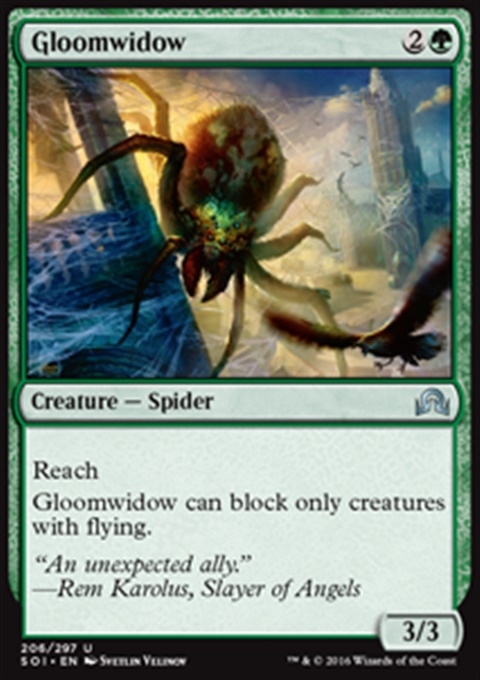 Gloomwidow 2
Creature — Spider
Reach
Gloomwidow can block only creatures
with flying.
“An unexpected ally.”
—Rem Karolus, Slayer of Angels
3/3
206/297 U
SOI • EN Svetlin Velinov
™ & © 2016 Wizards of the Coast